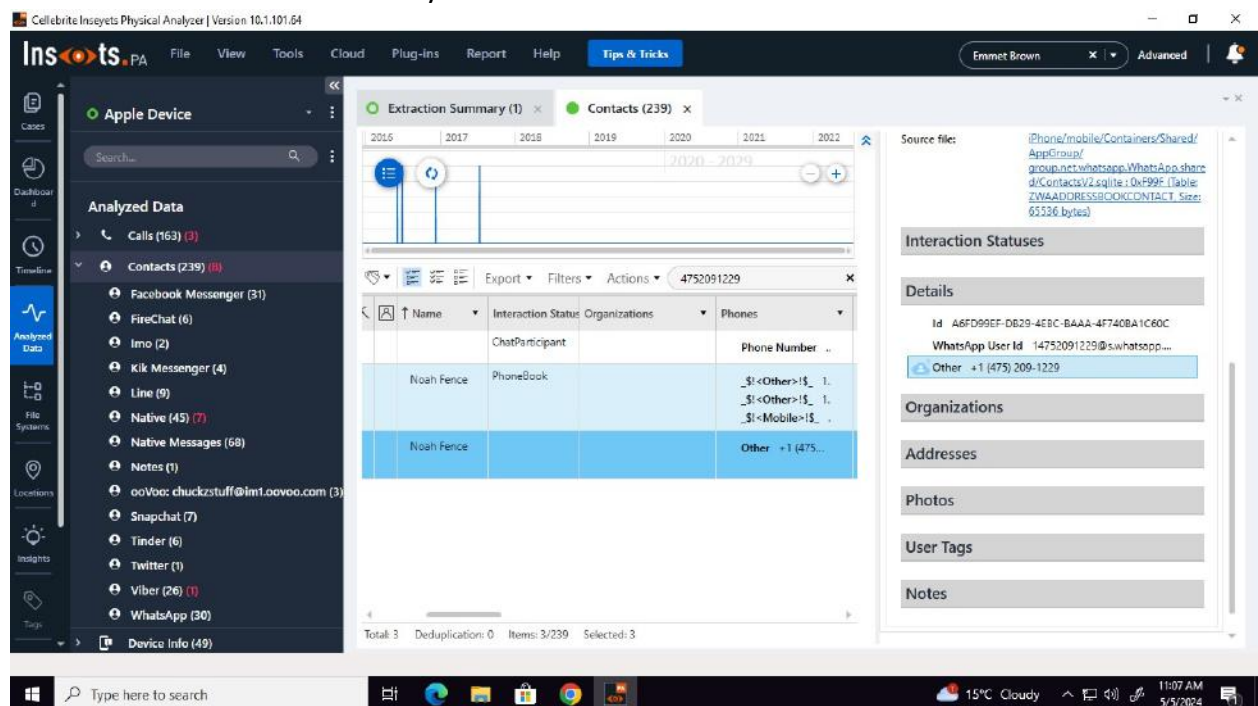 Cellebrite Inseyets Physical Analyzer | Version 10.1.101.64
Ins<o>ts.PA File View Tools Cloud Plug-ins Report Help Tips & Tricks Emmet Brown Advanced
Cases
Dashboard
Timeline
Analyzed Data
File Systems
Locations
Insights
Tags
Apple Device
Search...
Analyzed Data
Calls (163) (3)
Contacts (239) (8)
Facebook Messenger (31)
FireChat (6)
Imo (2)
Kik Messenger (4)
Line (9)
Native (45) (7)
Native Messages (68)
Notes (1)
ooVoo: chuckzstuff@im1.oovoo.com (3)
Snapchat (7)
Tinder (6)
Twitter (1)
Viber (26) (1)
WhatsApp (30)
Device Info (49)
Extraction Summary (1) × Contacts (239) ×
2016 2017 2018 2019 2020 2021 2022
2020 - 2029
Export Filters Actions 4752091229
Name Interaction Status Organizations Phones
ChatParticipant Phone Number ..
Noah Fence PhoneBook _$!<Other>!$_ 1.
_$!<Other>!$_ 1.
_$!<Mobile>!$_ .
Noah Fence Other +1 (475...
Total: 3 Deduplication: 0 Items: 3/239 Selected: 3
Source file: iPhone/mobile/Containers/Shared/
AppGroup/
group.net.whatsapp.WhatsApp.share
d/ContactsV2.sqlite : 0xF99F (Table:
ZWAADDRESSBOOKCONTACT, Size:
65536 bytes)
Interaction Statuses
Details
Id A6FD99EF-DB29-4EBC-BAAA-4F740BA1C60C
WhatsApp User Id 14752091229@s.whatsapp....
Other +1 (475) 209-1229
Organizations
Addresses
Photos
User Tags
Notes
Type here to search
15°C Cloudy
11:07 AM
5/5/2024